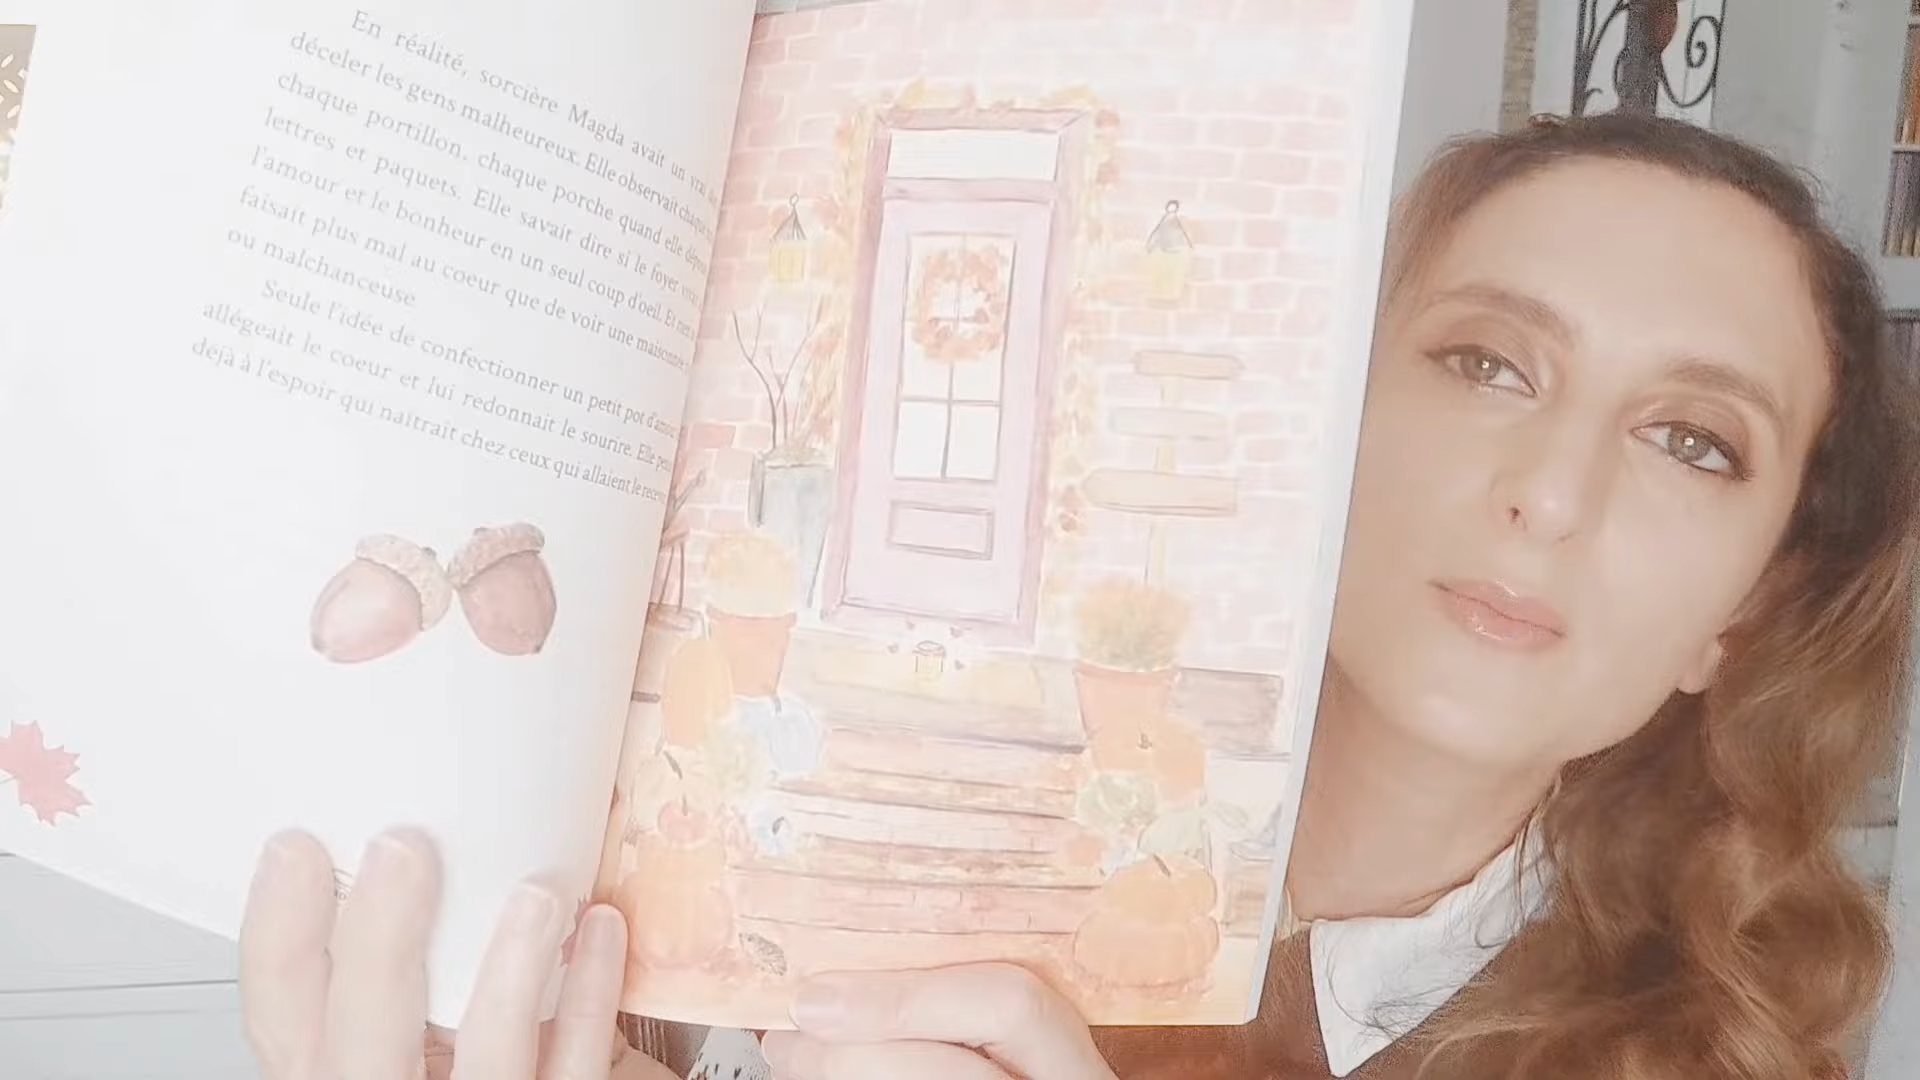 En réalité, sorcière Magda avait un vrai
déceler les gens malheureux. Elle observait chaque
chaque portillon, chaque porche quand elle
lettres et paquets. Elle savait dire si le foyer
l'amour et le bonheur en un seul coup d'oeil. Et
faisait plus mal au coeur que de voir une
ou malchanceuse
Seule l'idée de confectionner un petit pot
allégeait le coeur et lui redonnait le sourire. Elle
déjà à l'espoir qui naîtrait chez ceux qui allaient le